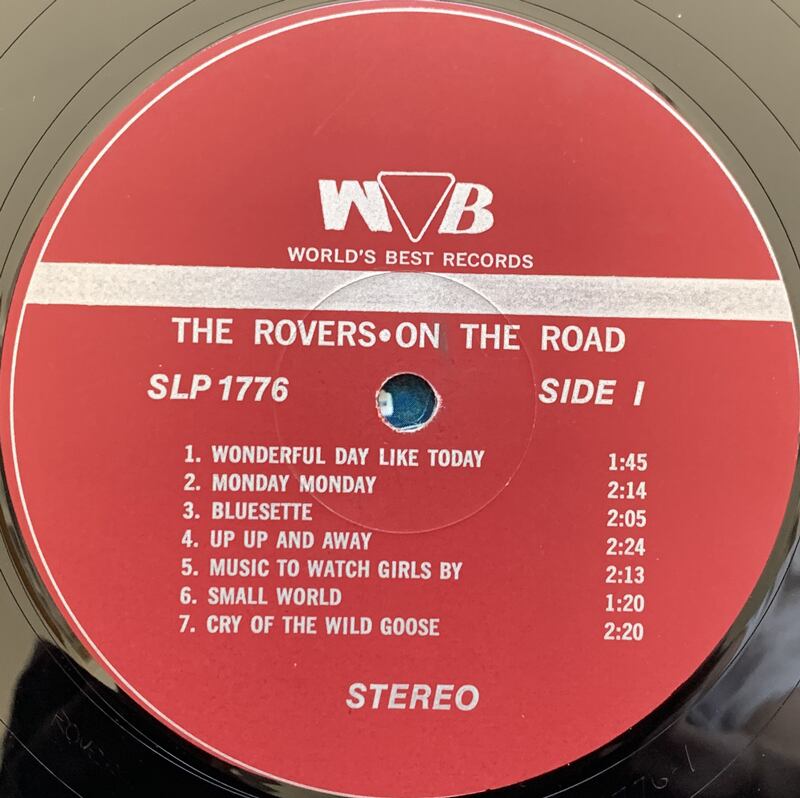 W B
WORLD'S BEST RECORDS
THE ROVERS•ON THE ROAD
SLP 1776 SIDE I
1. WONDERFUL DAY LIKE TODAY 1:45
2. MONDAY MONDAY 2:14
3. BLUESETTE 2:05
4. UP UP AND AWAY 2:24
5. MUSIC TO WATCH GIRLS BY 2:13
6. SMALL WORLD 1:20
7. CRY OF THE WILD GOOSE 2:20
STEREO